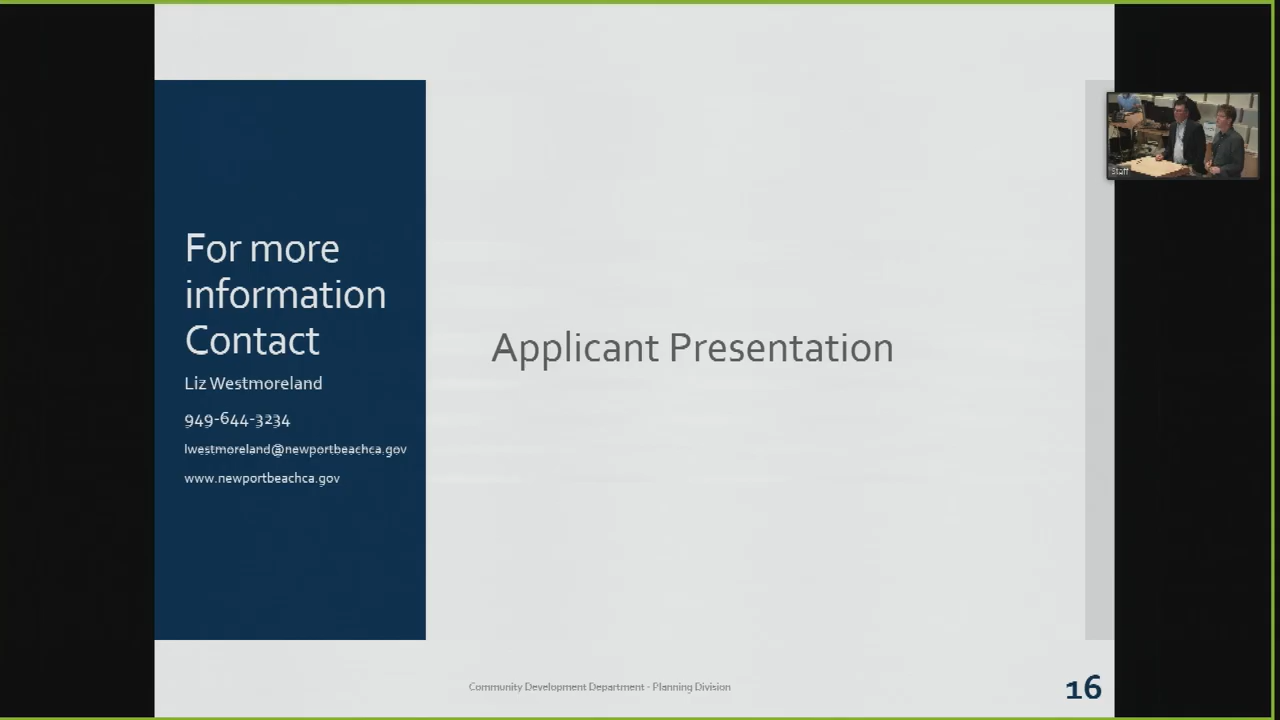 For more
information
Contact
Liz Westmoreland
949-644-3234
lwestmoreland@newportbeachca.gov
www.newportbeachca.gov
Applicant Presentation
Staff
Community Development Department - Planning Division
16